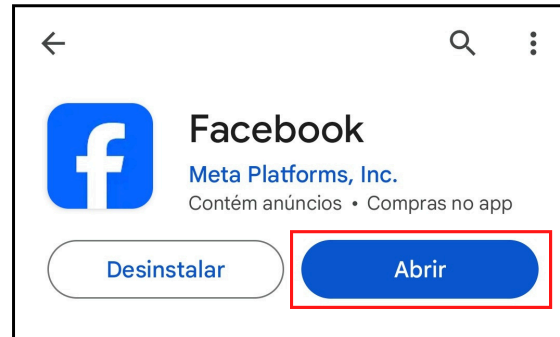 Facebook
Meta Platforms, Inc.
Contém anúncios • Compras no app
Desinstalar
Abrir